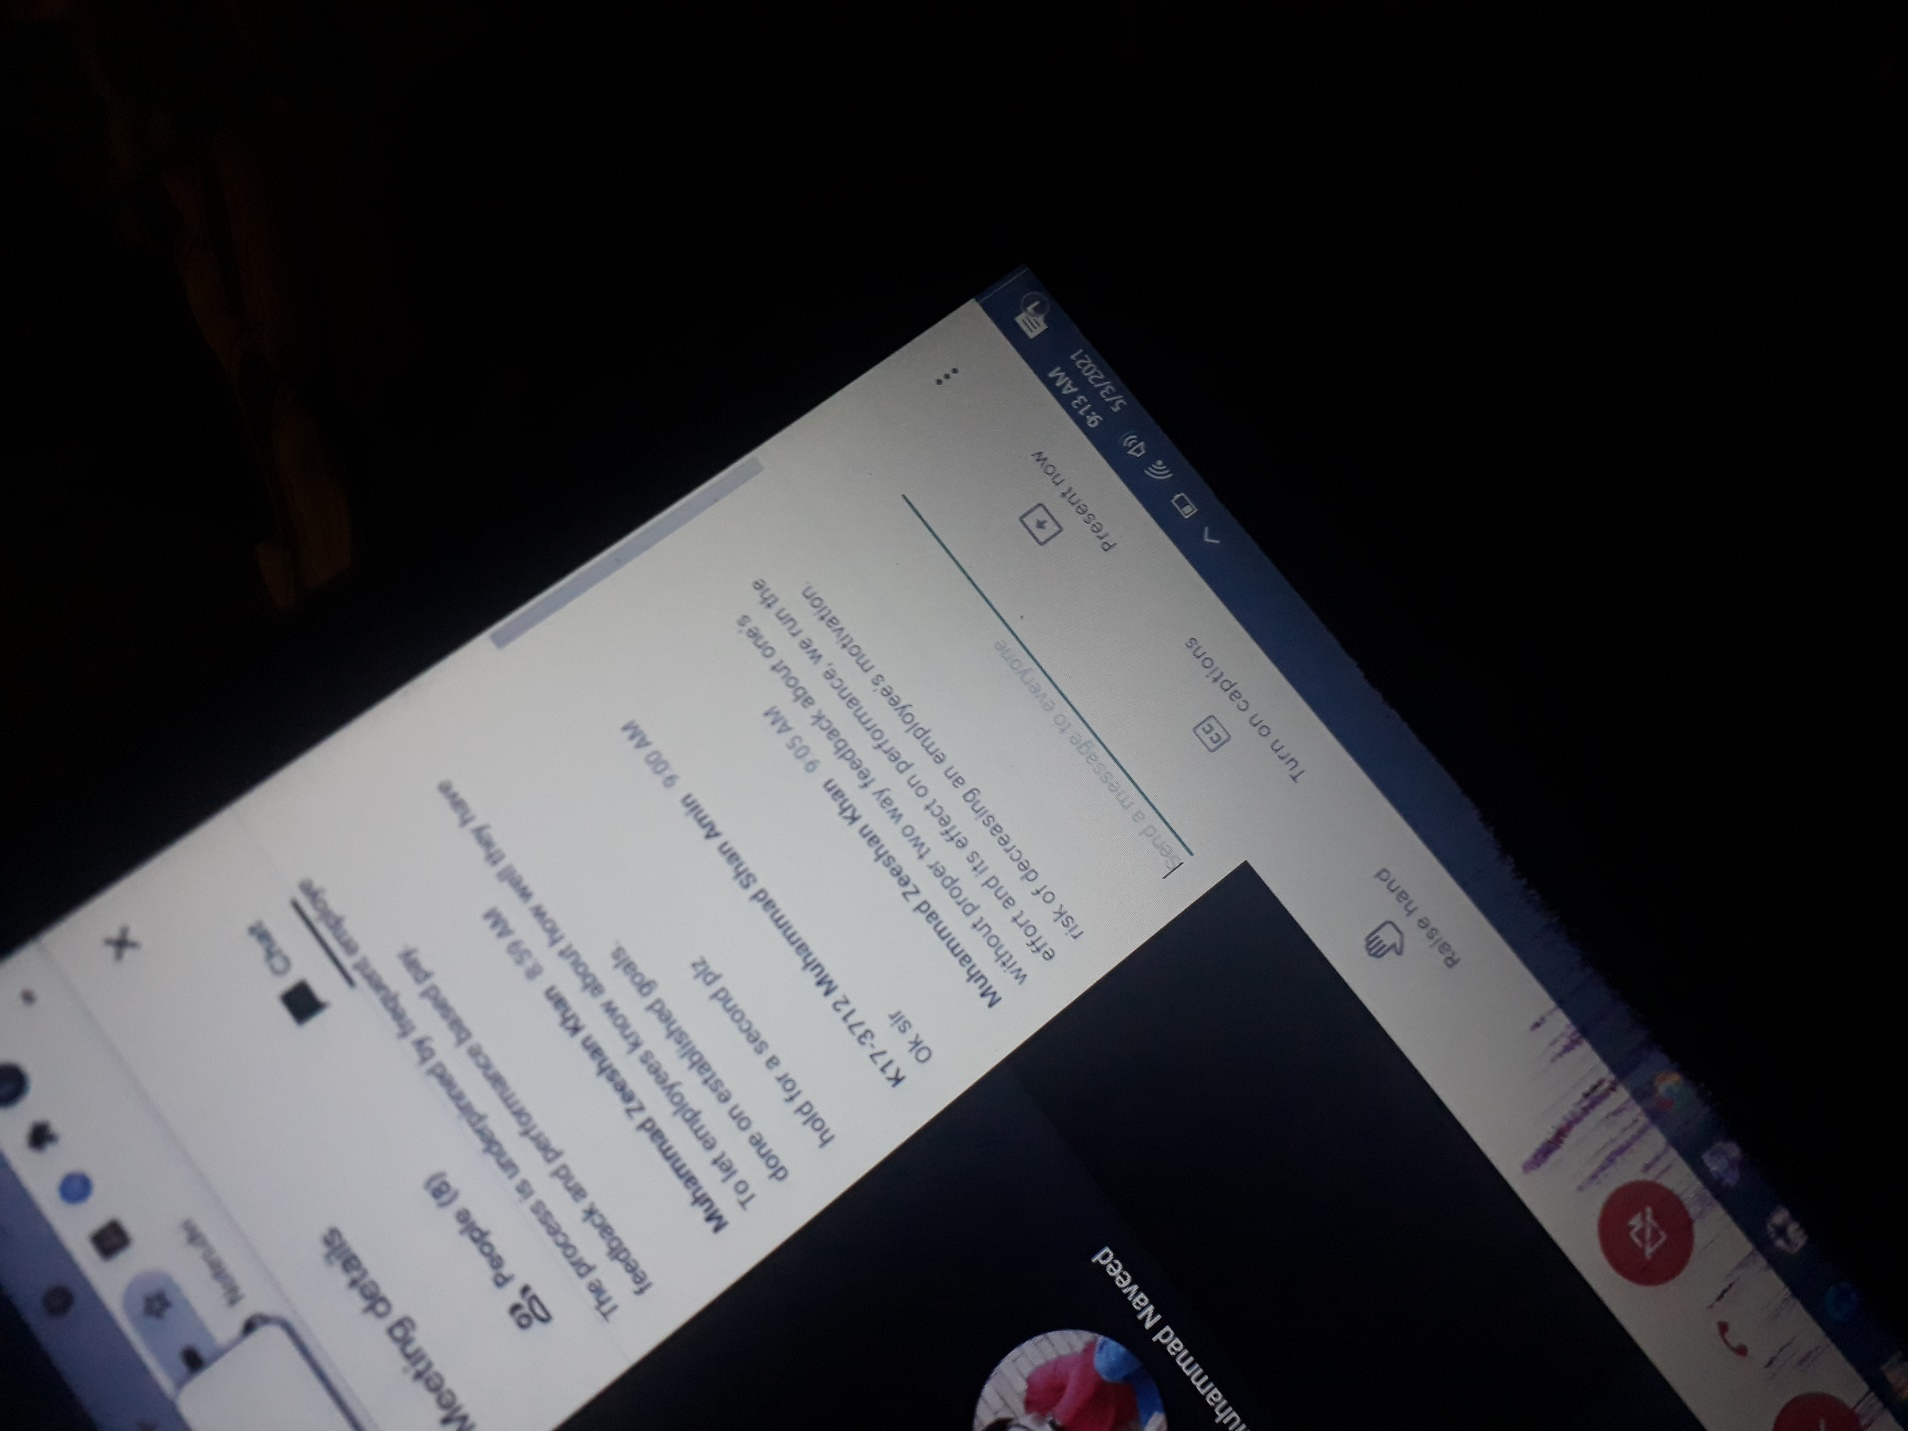 Meeting details
People (8)
Chat
The process is underpinned by frequent employe
feedback and performance based pay.
Muhammad Zeeshan Khan 8:59 AM
To let employees know about how well they have
done on established goals.
hold for a second plz
K17-3712 Muhammad Shan Amin 9:00 AM
Ok sir
Muhammad Zeeshan Khan 9:05 AM
without proper two way feedback about one's
effort and its effect on performance, we run the
risk of decreasing an employee's motivation.
Send a message to everyone
uhammad Naveed
Raise hand
Turn on captions
CC
Present now
9:13 AM
5/3/2021
1